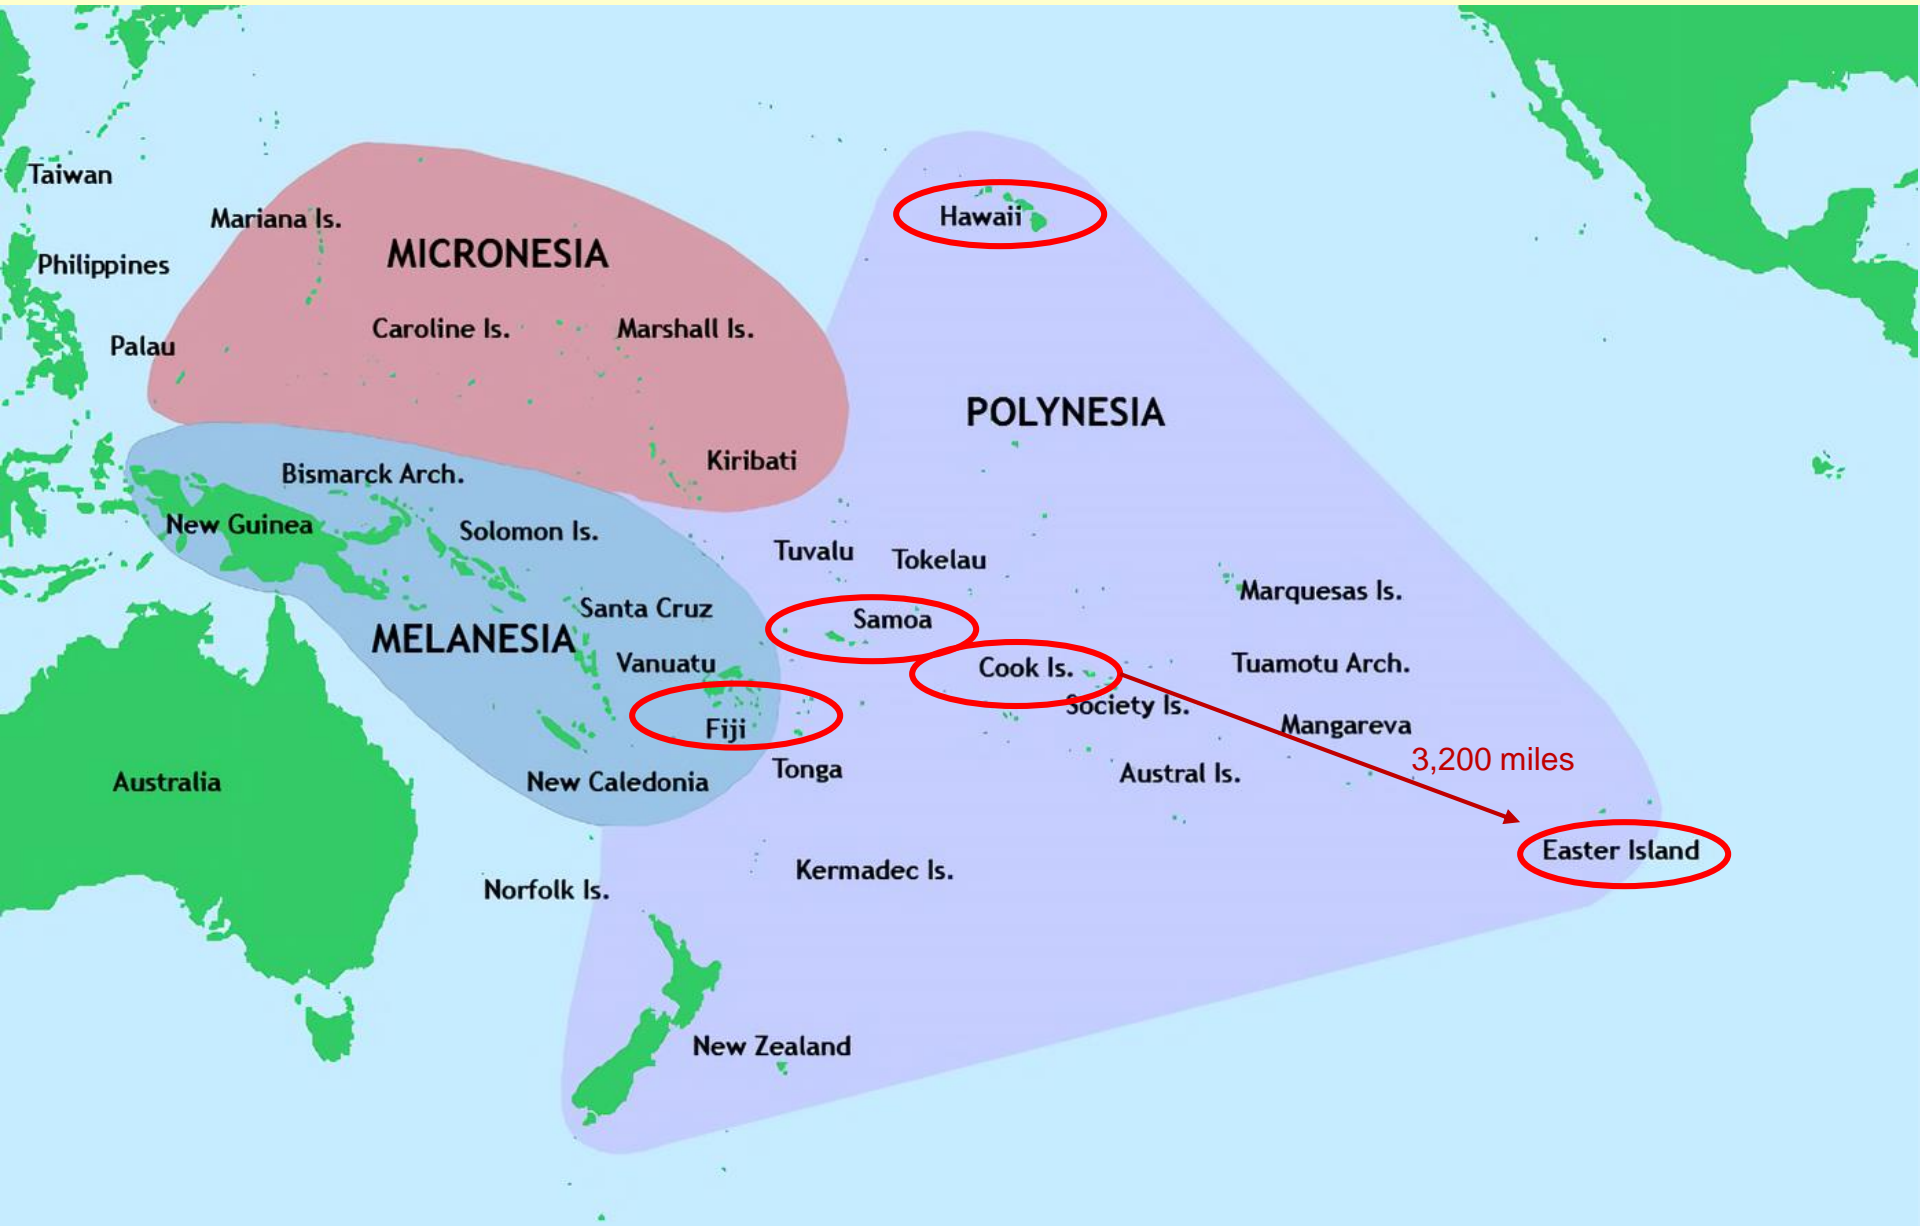 Taiwan
Mariana Is.
Hawaii
MICRONESIA
Philippines
Caroline Is.
Marshall Is.
Palau
POLYNESIA
Kiribati
Bismarck Arch.
New Guinea
Solomon Is.
Tuvalu
Tokelau
Marquesas Is.
Santa Cruz
Samoa
MELANESIA
Vanuatu
Cook Is.
Tuamotu Arch.
Society Is.
Fiji
Mangareva
3,200 miles
Tonga
Austral Is.
Australia
New Caledonia
Easter Island
Kermadec Is.
Norfolk Is.
New Zealand